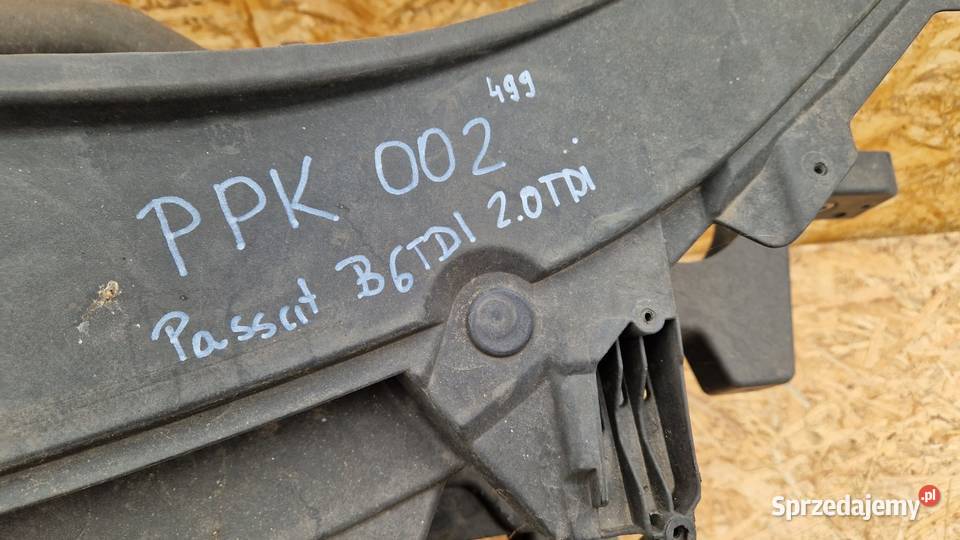 499
PPK 002
Passat B6TDI 2.0TDI
Sprzedajemy.pl